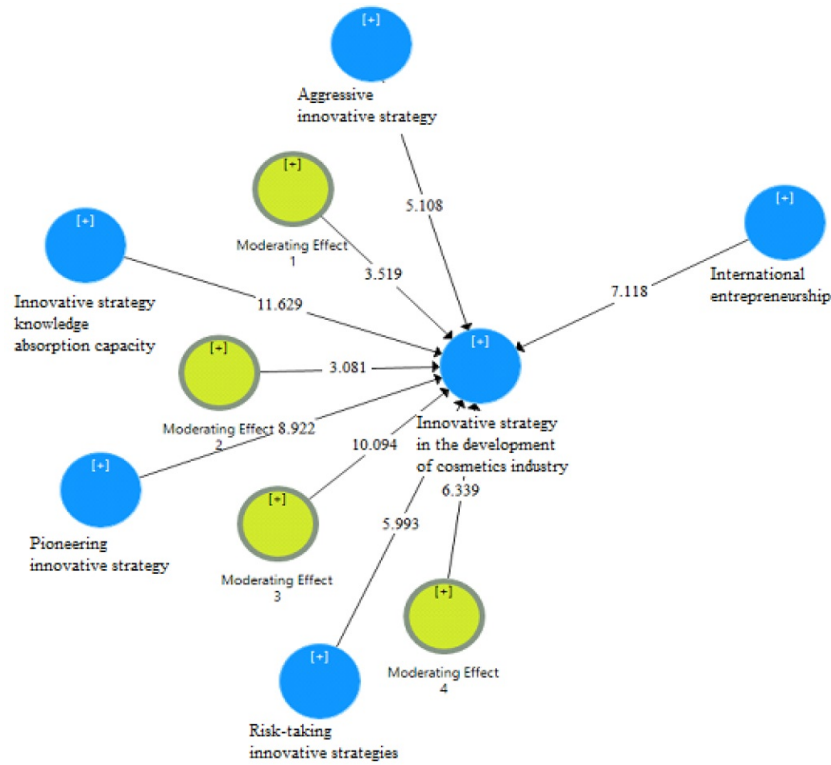 [+]
Aggressive
innovative strategy
[+]
Moderating Effect
1
5.108
3.519
[+]
International
entrepreneurship
7.118
[+]
Innovative strategy
knowledge
absorption capacity
11.629
[+]
Moderating Effect
2
3.081
8.922
[+]
Innovative strategy
in the development
of cosmetics industry
[+]
Pioneering
innovative strategy
10.094
[+]
Moderating Effect
3
6.339
5.993
[+]
Moderating Effect
4
[+]
Risk-taking
innovative strategies